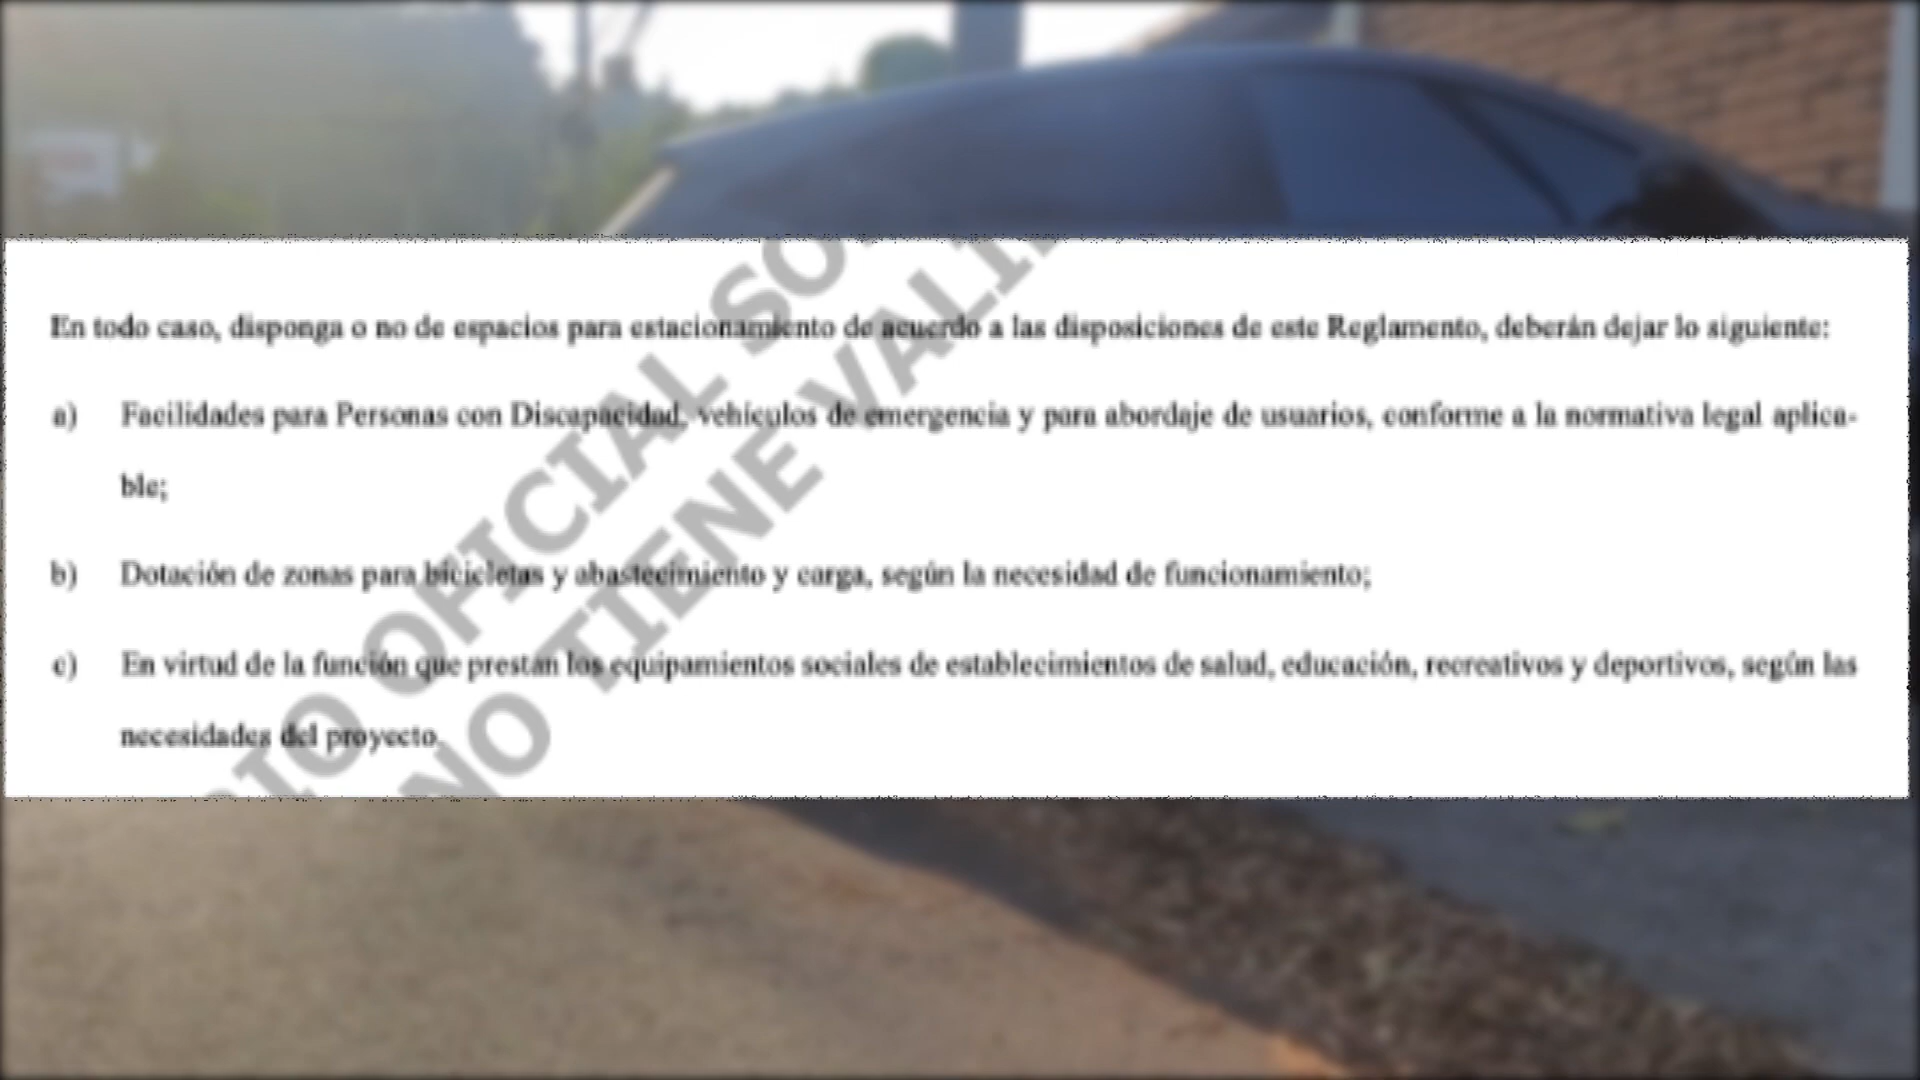 En todo caso, disponga o no de espacios para estacionamiento de acuerdo a las disposiciones de este Reglamento, deberán dejar lo siguiente:
a) Facilidades para Personas con Discapacidad, vehículos de emergencia y para abordaje de usuarios, conforme a la normativa legal aplica-
ble;
b) Dotación de zonas para bicicletas y abastecimiento y carga, según la necesidad de funcionamiento;
c) En virtud de la función que prestan los equipamientos sociales de establecimientos de salud, educación, recreativos y deportivos, según las
necesidades del proyecto.
OFICIAL
NO TIENE